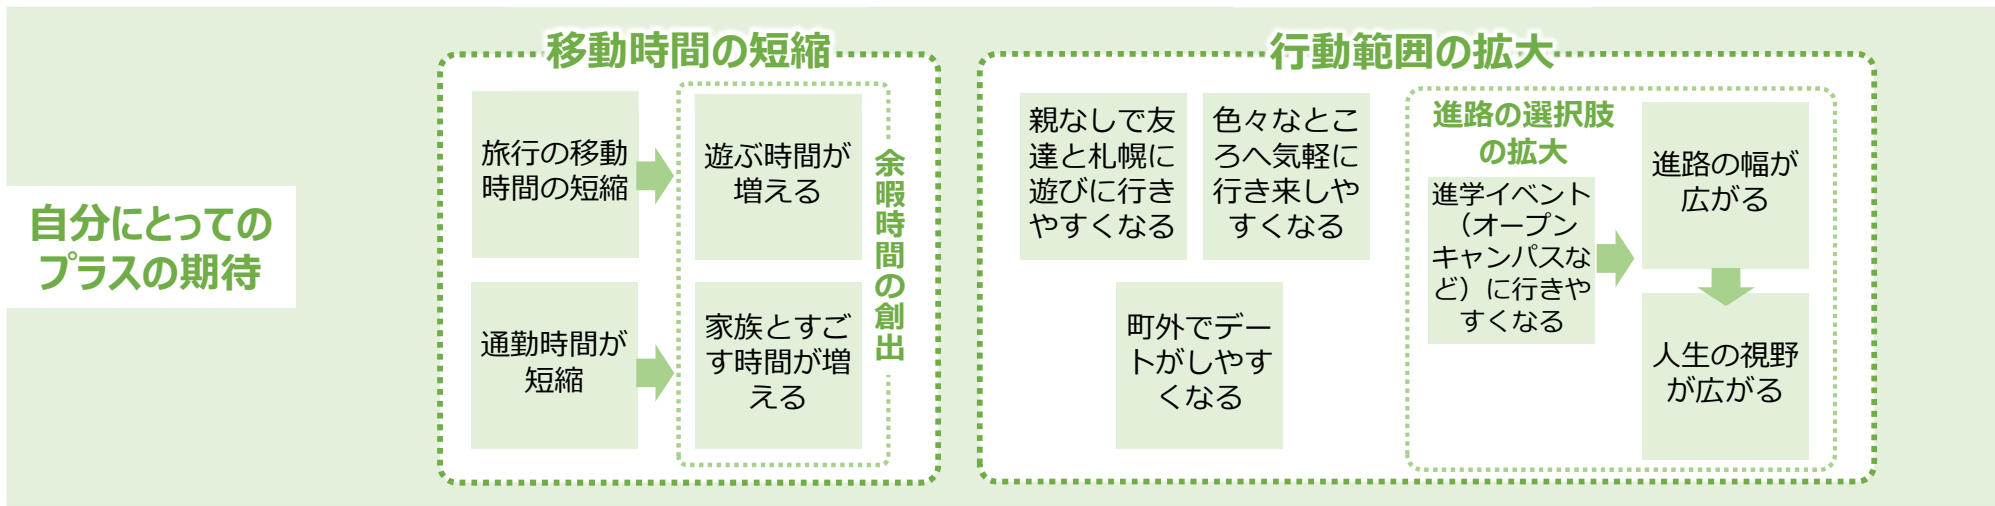 自分にとっての
プラスの期待
移動時間の短縮
旅行の移動
時間の短縮
遊ぶ時間が
増える
通勤時間が
短縮
家族とすご
す時間が増
える
余暇時間の創出
行動範囲の拡大
親なしで友
達と札幌に
遊びに行き
やすくなる
色々なとこ
ろへ気軽に
行き来しや
すくなる
町外でデー
トがしやす
くなる
進路の選択肢
の拡大
進学イベント
（オープン
キャンパスな
ど）に行きや
すくなる
進路の幅が
広がる
人生の視野
が広がる